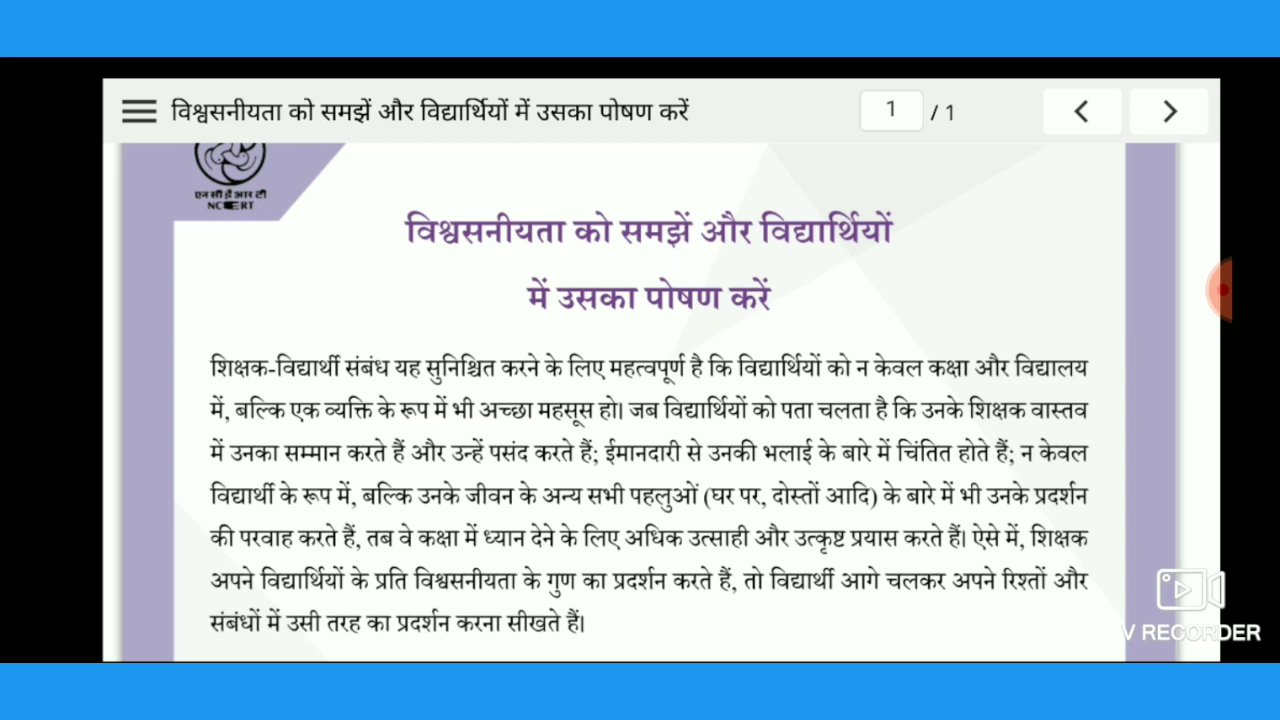 विश्वसनीयता को समझें और विद्यार्थियों में उसका पोषण करें
1 / 1
एन सी ई आर टी
NCERT
विश्वसनीयता को समझें और विद्यार्थियों
में उसका पोषण करें
शिक्षक-विद्यार्थी संबंध यह सुनिश्चित करने के लिए महत्वपूर्ण है कि विद्यार्थियों को न केवल कक्षा और विद्यालय
में, बल्कि एक व्यक्ति के रूप में भी अच्छा महसूस हो। जब विद्यार्थियों को पता चलता है कि उनके शिक्षक वास्तव
में उनका सम्मान करते हैं और उन्हें पसंद करते हैं; ईमानदारी से उनकी भलाई के बारे में चिंतित होते हैं; न केवल
विद्यार्थी के रूप में, बल्कि उनके जीवन के अन्य सभी पहलुओं (घर पर, दोस्तों आदि) के बारे में भी उनके प्रदर्शन
की परवाह करते हैं, तब वे कक्षा में ध्यान देने के लिए अधिक उत्साही और उत्कृष्ट प्रयास करते हैं। ऐसे में, शिक्षक
अपने विद्यार्थियों के प्रति विश्वसनीयता के गुण का प्रदर्शन करते हैं, तो विद्यार्थी आगे चलकर अपने रिश्तों और
संबंधों में उसी तरह का प्रदर्शन करना सीखते हैं।
V RECORDER